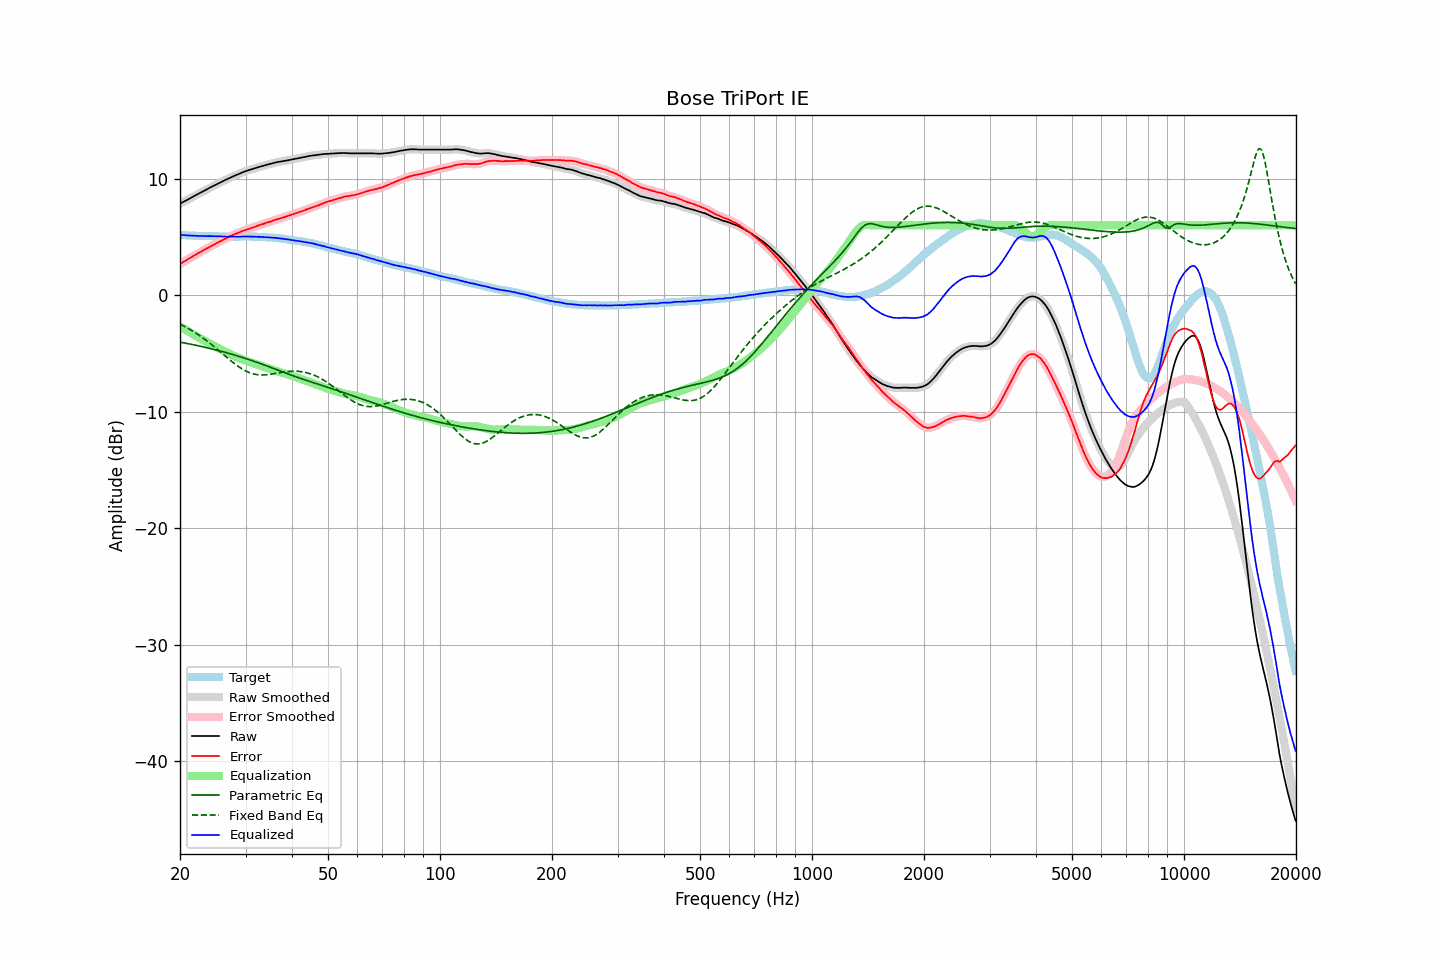 Bose TriPort IE
Amplitude (dBr)
10
0
−10
−20
−30
−40
Target
Raw Smoothed
Error Smoothed
Raw
Error
Equalization
Parametric Eq
Fixed Band Eq
Equalized
20 50 100 200 500 1000 2000 5000 10000 20000
Frequency (Hz)